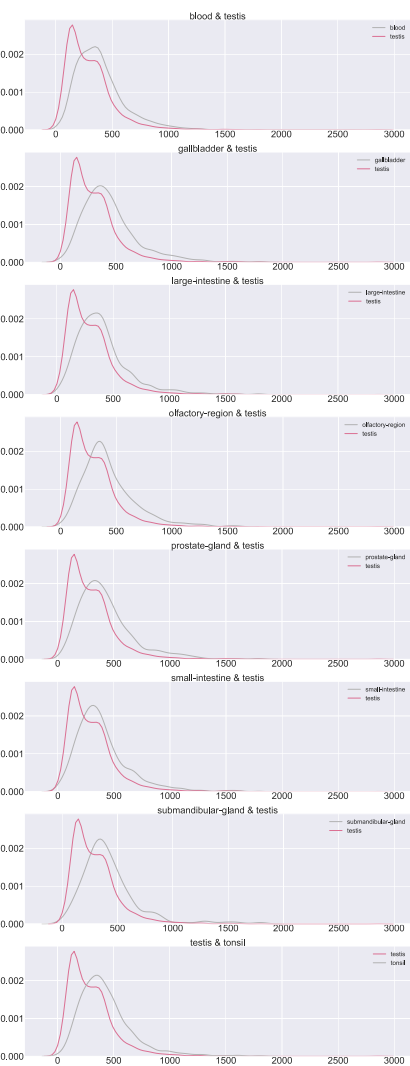 blood & testis
blood
testis
0.002
0.001
0.000
0 500 1000 1500 2000 2500 3000
gallbladder & testis
gallbladder
testis
0.002
0.001
0.000
0 500 1000 1500 2000 2500 3000
large-intestine & testis
large-intestine
testis
0.002
0.001
0.000
0 500 1000 1500 2000 2500 3000
olfactory-region & testis
olfactory-region
testis
0.002
0.001
0.000
0 500 1000 1500 2000 2500 3000
prostate-gland & testis
prostate-gland
testis
0.002
0.001
0.000
0 500 1000 1500 2000 2500 3000
small-intestine & testis
small-intestine
testis
0.002
0.001
0.000
0 500 1000 1500 2000 2500 3000
submandibular-gland & testis
submandibular-gland
testis
0.002
0.001
0.000
0 500 1000 1500 2000 2500 3000
testis & tonsil
testis
tonsil
0.002
0.001
0.000
0 500 1000 1500 2000 2500 3000